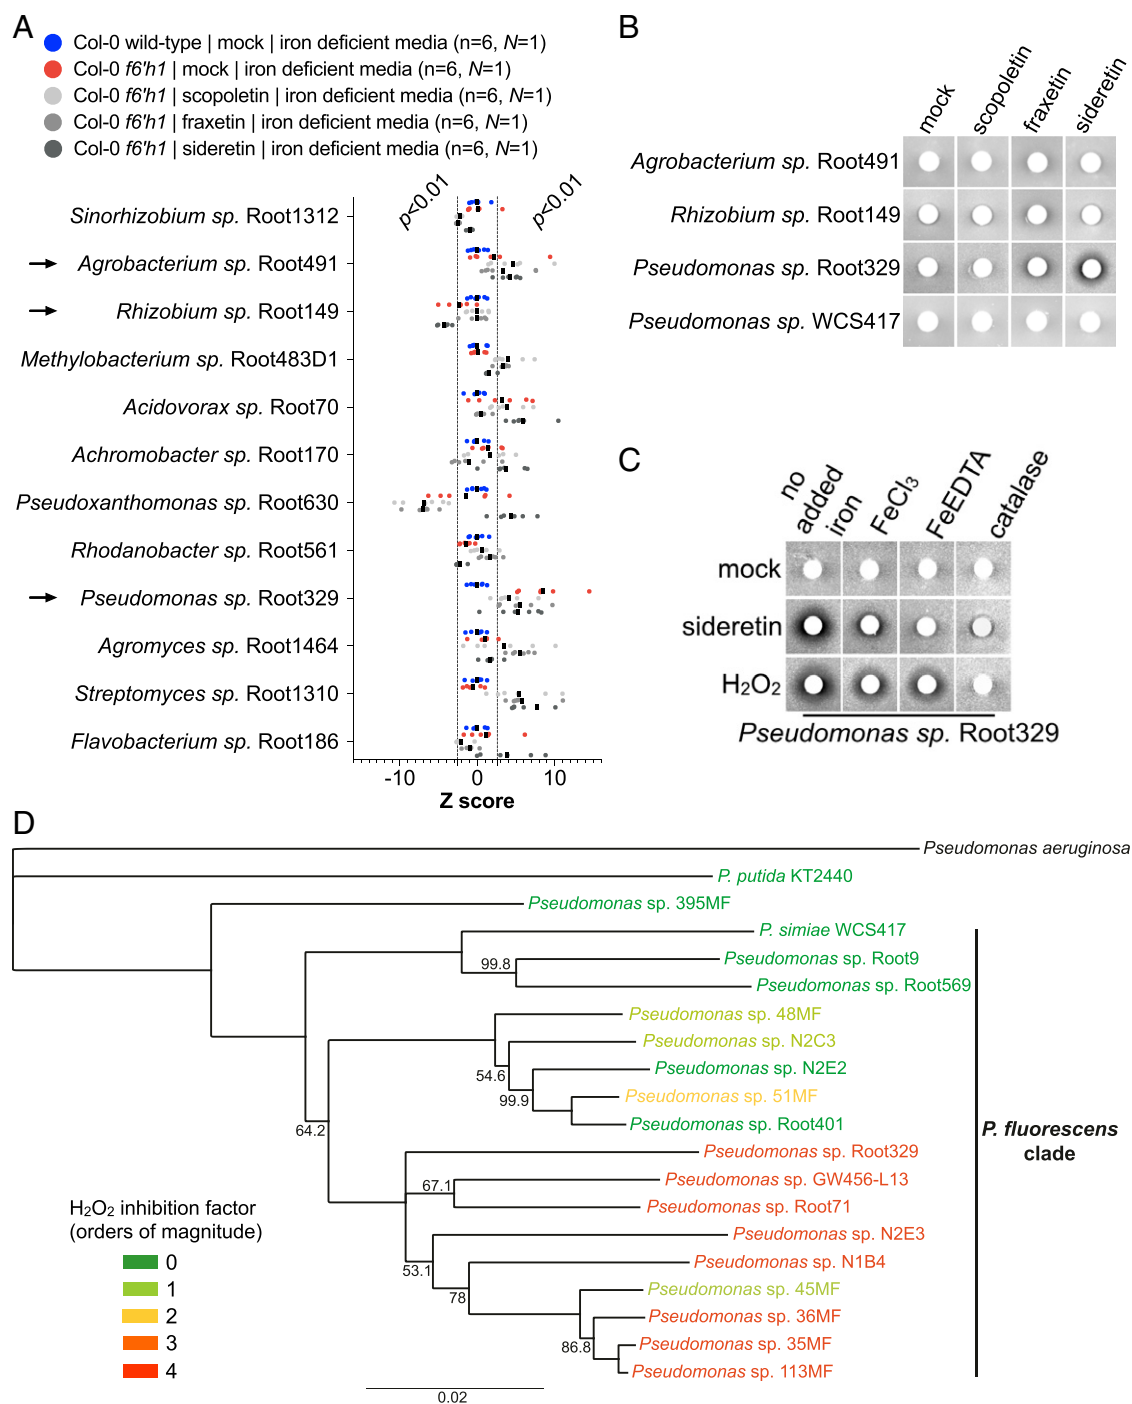 A
Col-0 wild-type | mock | iron deficient media (n=6, N=1)
Col-0 f6'h1 | mock | iron deficient media (n=6, N=1)
Col-0 f6'h1 | scopoletin | iron deficient media (n=6, N=1)
Col-0 f6'h1 | fraxetin | iron deficient media (n=6, N=1)
Col-0 f6'h1 | sideretin | iron deficient media (n=6, N=1)
p<0.01
p<0.01
Sinorhizobium sp. Root1312
Agrobacterium sp. Root491
Rhizobium sp. Root149
Methylobacterium sp. Root483D1
Acidovorax sp. Root70
Achromobacter sp. Root170
Pseudoxanthomonas sp. Root630
Rhodanobacter sp. Root561
Pseudomonas sp. Root329
Agromyces sp. Root1464
Streptomyces sp. Root1310
Flavobacterium sp. Root186
-10 0 10
Z score
B
mock
scopoletin
fraxetin
sideretin
Agrobacterium sp. Root491
Rhizobium sp. Root149
Pseudomonas sp. Root329
Pseudomonas sp. WCS417
C
no
added
iron
FeCl3
FeEDTA
catalase
mock
sideretin
H2O2
Pseudomonas sp. Root329
D
Pseudomonas aeruginosa
P. putida KT2440
Pseudomonas sp. 395MF
P. simiae WCS417
99.8
Pseudomonas sp. Root9
Pseudomonas sp. Root569
Pseudomonas sp. 48MF
Pseudomonas sp. N2C3
54.6
Pseudomonas sp. N2E2
99.9
Pseudomonas sp. 51MF
Pseudomonas sp. Root401
64.2
P. fluorescens
clade
Pseudomonas sp. Root329
67.1
Pseudomonas sp. GW456-L13
Pseudomonas sp. Root71
Pseudomonas sp. N2E3
53.1
Pseudomonas sp. N1B4
78
Pseudomonas sp. 45MF
Pseudomonas sp. 36MF
86.8
Pseudomonas sp. 35MF
Pseudomonas sp. 113MF
H2O2 inhibition factor
(orders of magnitude)
0
1
2
3
4
0.02